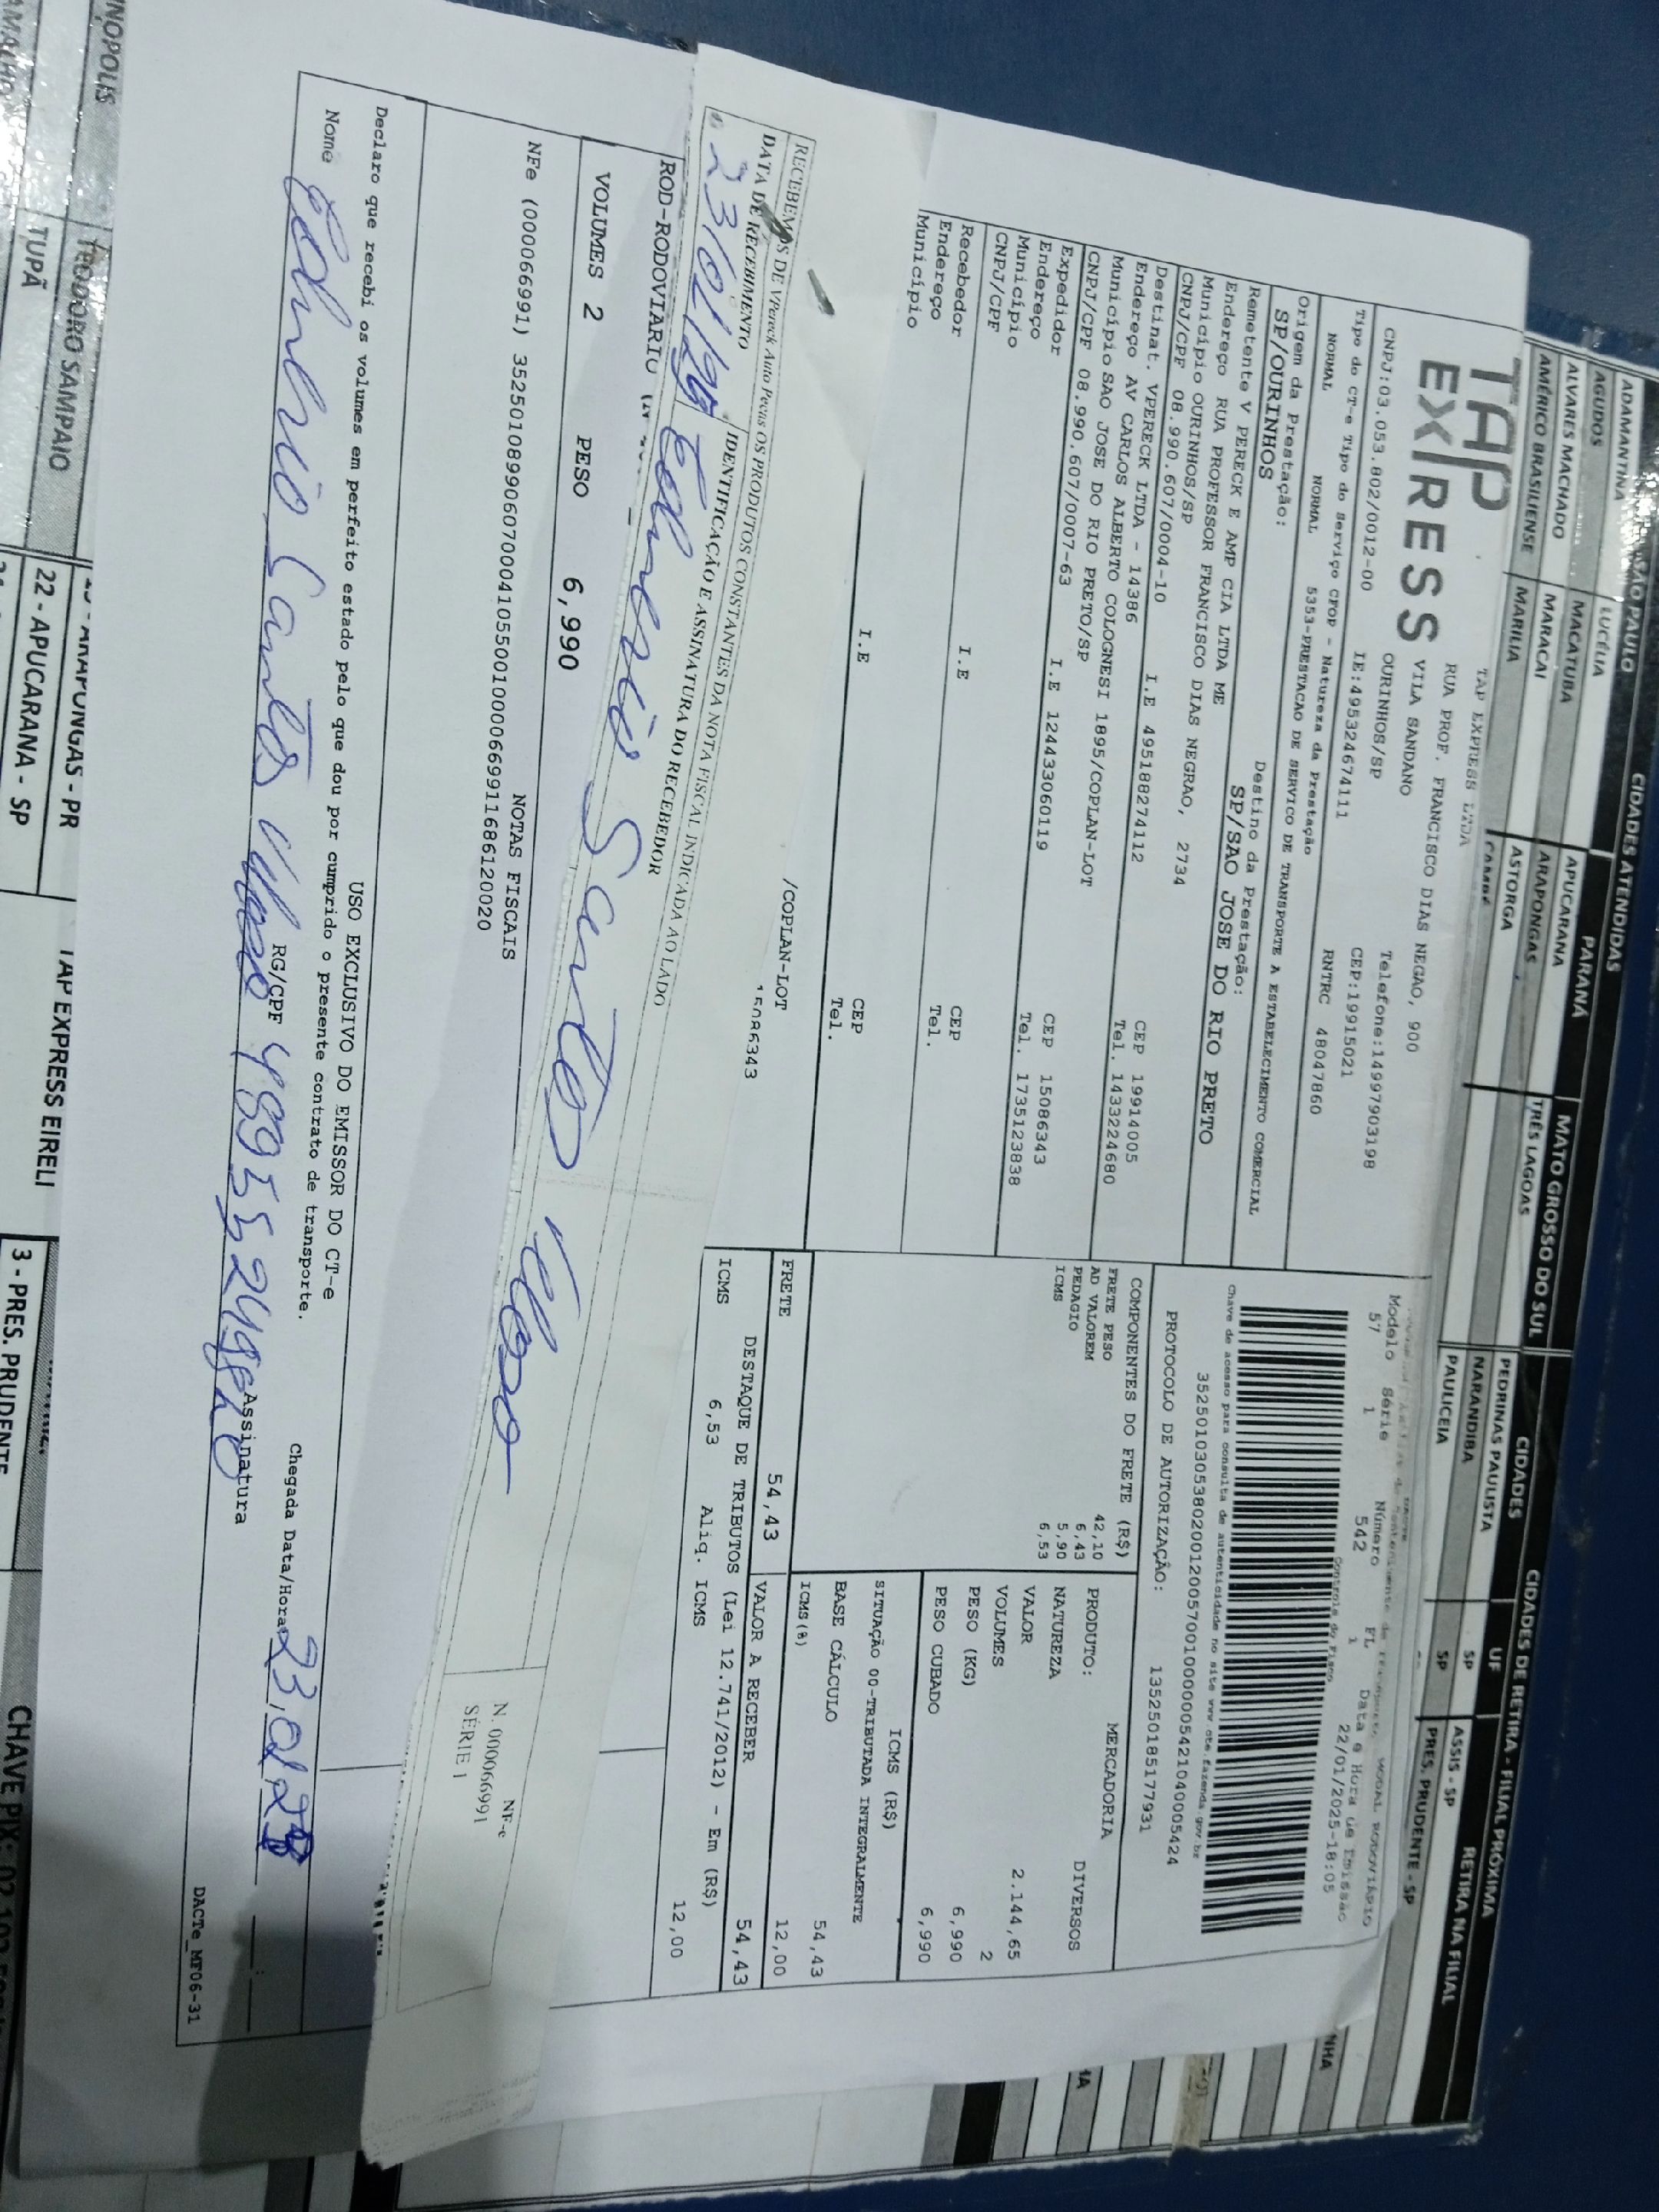 CIDADES ATENDIDAS
CIDADES DE RETIRA - FILIAL PRÓXIMA
SÃO PAULO
PARANÁ
MATO GROSSO DO SUL
CIDADES
UF
RETIRA NA FILIAL
ADAMANTINA
LUCÉLIA
APUCARANA
TRÊS LAGOAS
PEDRINAS PAULISTA
SP
ASSIS - SP
AGUDOS
MACATUBA
ARAPONGAS
NARANDIBA
SP
PRES. PRUDENTE - SP
ALVARES MACHADO
MARACAI
ASTORGA
PAULICEIA
AMÉRICO BRASILIENSE
MARILIA
TAP
EXPRESS
TAP EXPRESS LTDA
RUA PROF. FRANCISCO DIAS NEGAO, 900
VILA SANDANO
OURINHOS/SP
Telefone:14997903198
CNPJ:03.053.802/0012-00
IE:495324674111
CEP:19915021
Modelo Série Número FL Data e Hora de Emissão
57 1 542 1 22/01/2025-18:05
Controle do Fisco
Tipo do CT-e Tipo do Serviço CFOP - Natureza da Prestação
RNTRC 48047860
NORMAL NORMAL 5353-PRESTACAO DE SERVICO DE TRANSPORTE A ESTABELECIMENTO COMERCIAL
Origem da Prestação:
SP/OURINHOS
Destino da Prestação:
SP/SAO JOSE DO RIO PRETO
Chave de acesso para consulta de autenticidade no site www.cte.fazenda.gov.br
35250103053802001200570010000005421040005424
PROTOCOLO DE AUTORIZAÇÃO: 135250185177931
Remetente V PERECK E AMP CIA LTDA ME
Endereço RUA PROFESSOR FRANCISCO DIAS NEGRAO, 2734
Município OURINHOS/SP
CEP 19914005
CNPJ/CPF 08.990.607/0004-10
I.E 495188274112
Tel. 1433224680
Destinat. VPERECK LTDA - 14386
Endereço AV CARLOS ALBERTO COLOGNESI 1895/COPLAN-LOT
Município SAO JOSE DO RIO PRETO/SP
CEP 15086343
CNPJ/CPF 08.990.607/0007-63
I.E 124433060119
Tel. 1735123838
Expedidor
Endereço
Município
CEP
CNPJ/CPF
I.E
Tel.
Recebedor
Endereço
Município
CEP
I.E
Tel.
/COPLAN-LOT
15086343
COMPONENTES DO FRETE (R$)
FRETE PESO 42,10
AD VALOREM 6,43
PEDAGIO 5,90
ICMS 6,53
MERCADORIA
PRODUTO:
NATUREZA DIVERSOS
VALOR 2.144,65
VOLUMES 2
PESO (KG) 6,990
PESO CUBADO 6,990
ICMS (R$)
SITUAÇÃO 00-TRIBUTADA INTEGRALMENTE
BASE CÁLCULO 54,43
ICMS(%) 12,00
FRETE 54,43
VALOR A RECEBER 54,43
DESTAQUE DE TRIBUTOS (Lei 12.741/2012) - Em (R$)
ICMS 6,53 Aliq. ICMS 12,00
RECEBEMOS DE VPereck Auto Pecas OS PRODUTOS CONSTANTES DA NOTA FISCAL INDICADA AO LADO
DATA DE RECEBIMENTO
IDENTIFICAÇÃO E ASSINATURA DO RECEBEDOR
NF-e
N. 000066991
SÉRIE 1
ROD-RODOVIARIO
VOLUMES 2 PESO 6,990
NOTAS FISCAIS
NFe (000066991) 35250108990607000410550010000669911686120020
USO EXCLUSIVO DO EMISSOR DO CT-e
Declaro que recebi os volumes em perfeito estado pelo que dou por cumprido o presente contrato de transporte.
Chegada Data/Hora
Nome
RG/CPF
Assinatura
DACTe_MF06-31
TEODORO SAMPAIO
TUPÃ
22 - APUCARANA - SP
TAP EXPRESS EIRELI
3 - PRES. PRUDENTE